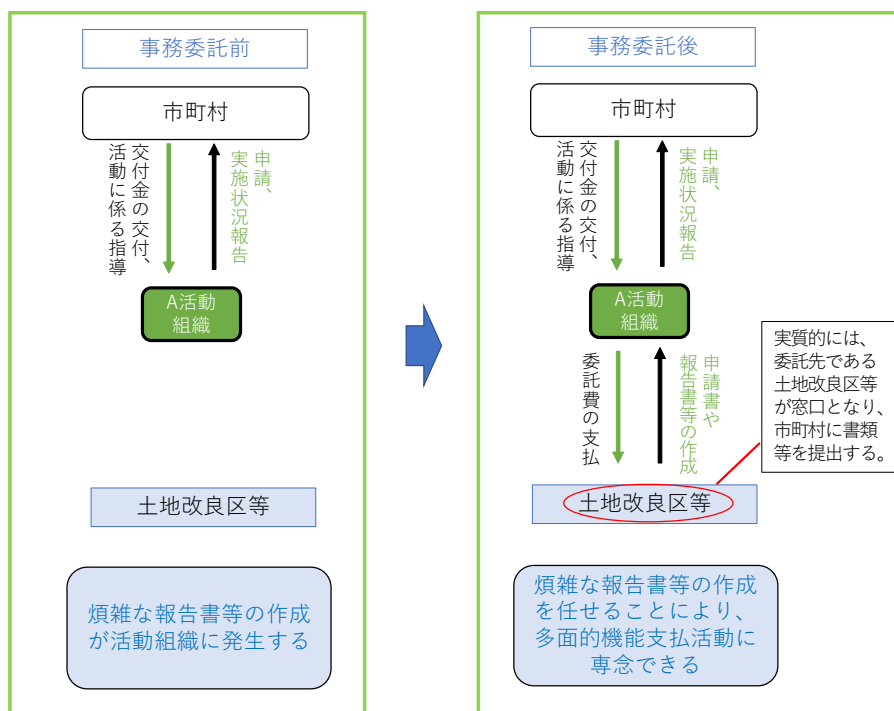 事務委託前
市町村
交付金の交付、
活動に係る指導
申請、
実施状況報告
A活動
組織
土地改良区等
煩雑な報告書等の作成
が活動組織に発生する
事務委託後
市町村
交付金の交付、
活動に係る指導
申請、
実施状況報告
A活動
組織
委託費の支払
申請書や
報告書等の作成
土地改良区等
実質的には、
委託先である
土地改良区等
が窓口となり、
市町村に書類
等を提出する。
煩雑な報告書等の作成
を任せることにより、
多面的機能支払活動に
専念できる